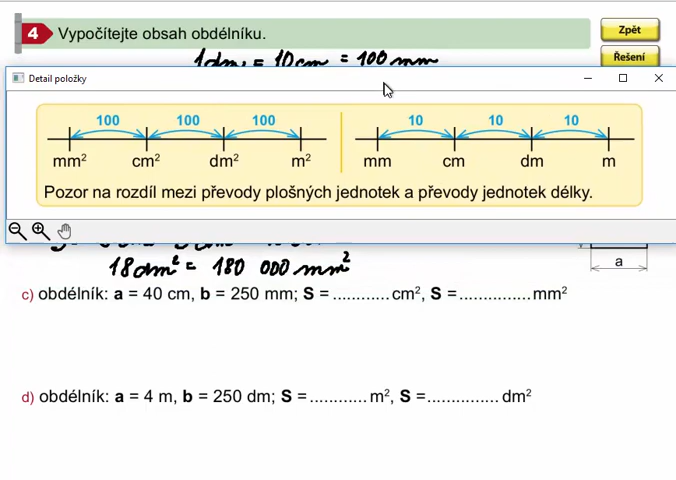 4 Vypočítejte obsah obdélníku.
Zpět
Řešení
1dm = 10cm = 100mm
Detail položky
100 100 100 10 10 10
mm² cm² dm² m² mm cm dm m
Pozor na rozdíl mezi převody plošných jednotek a převody jednotek délky.
18dm² = 180 000mm²
a
c) obdélník: a = 40 cm, b = 250 mm; S = ............cm², S = ...............mm²
d) obdélník: a = 4 m, b = 250 dm; S = ............ m², S = ............... dm²